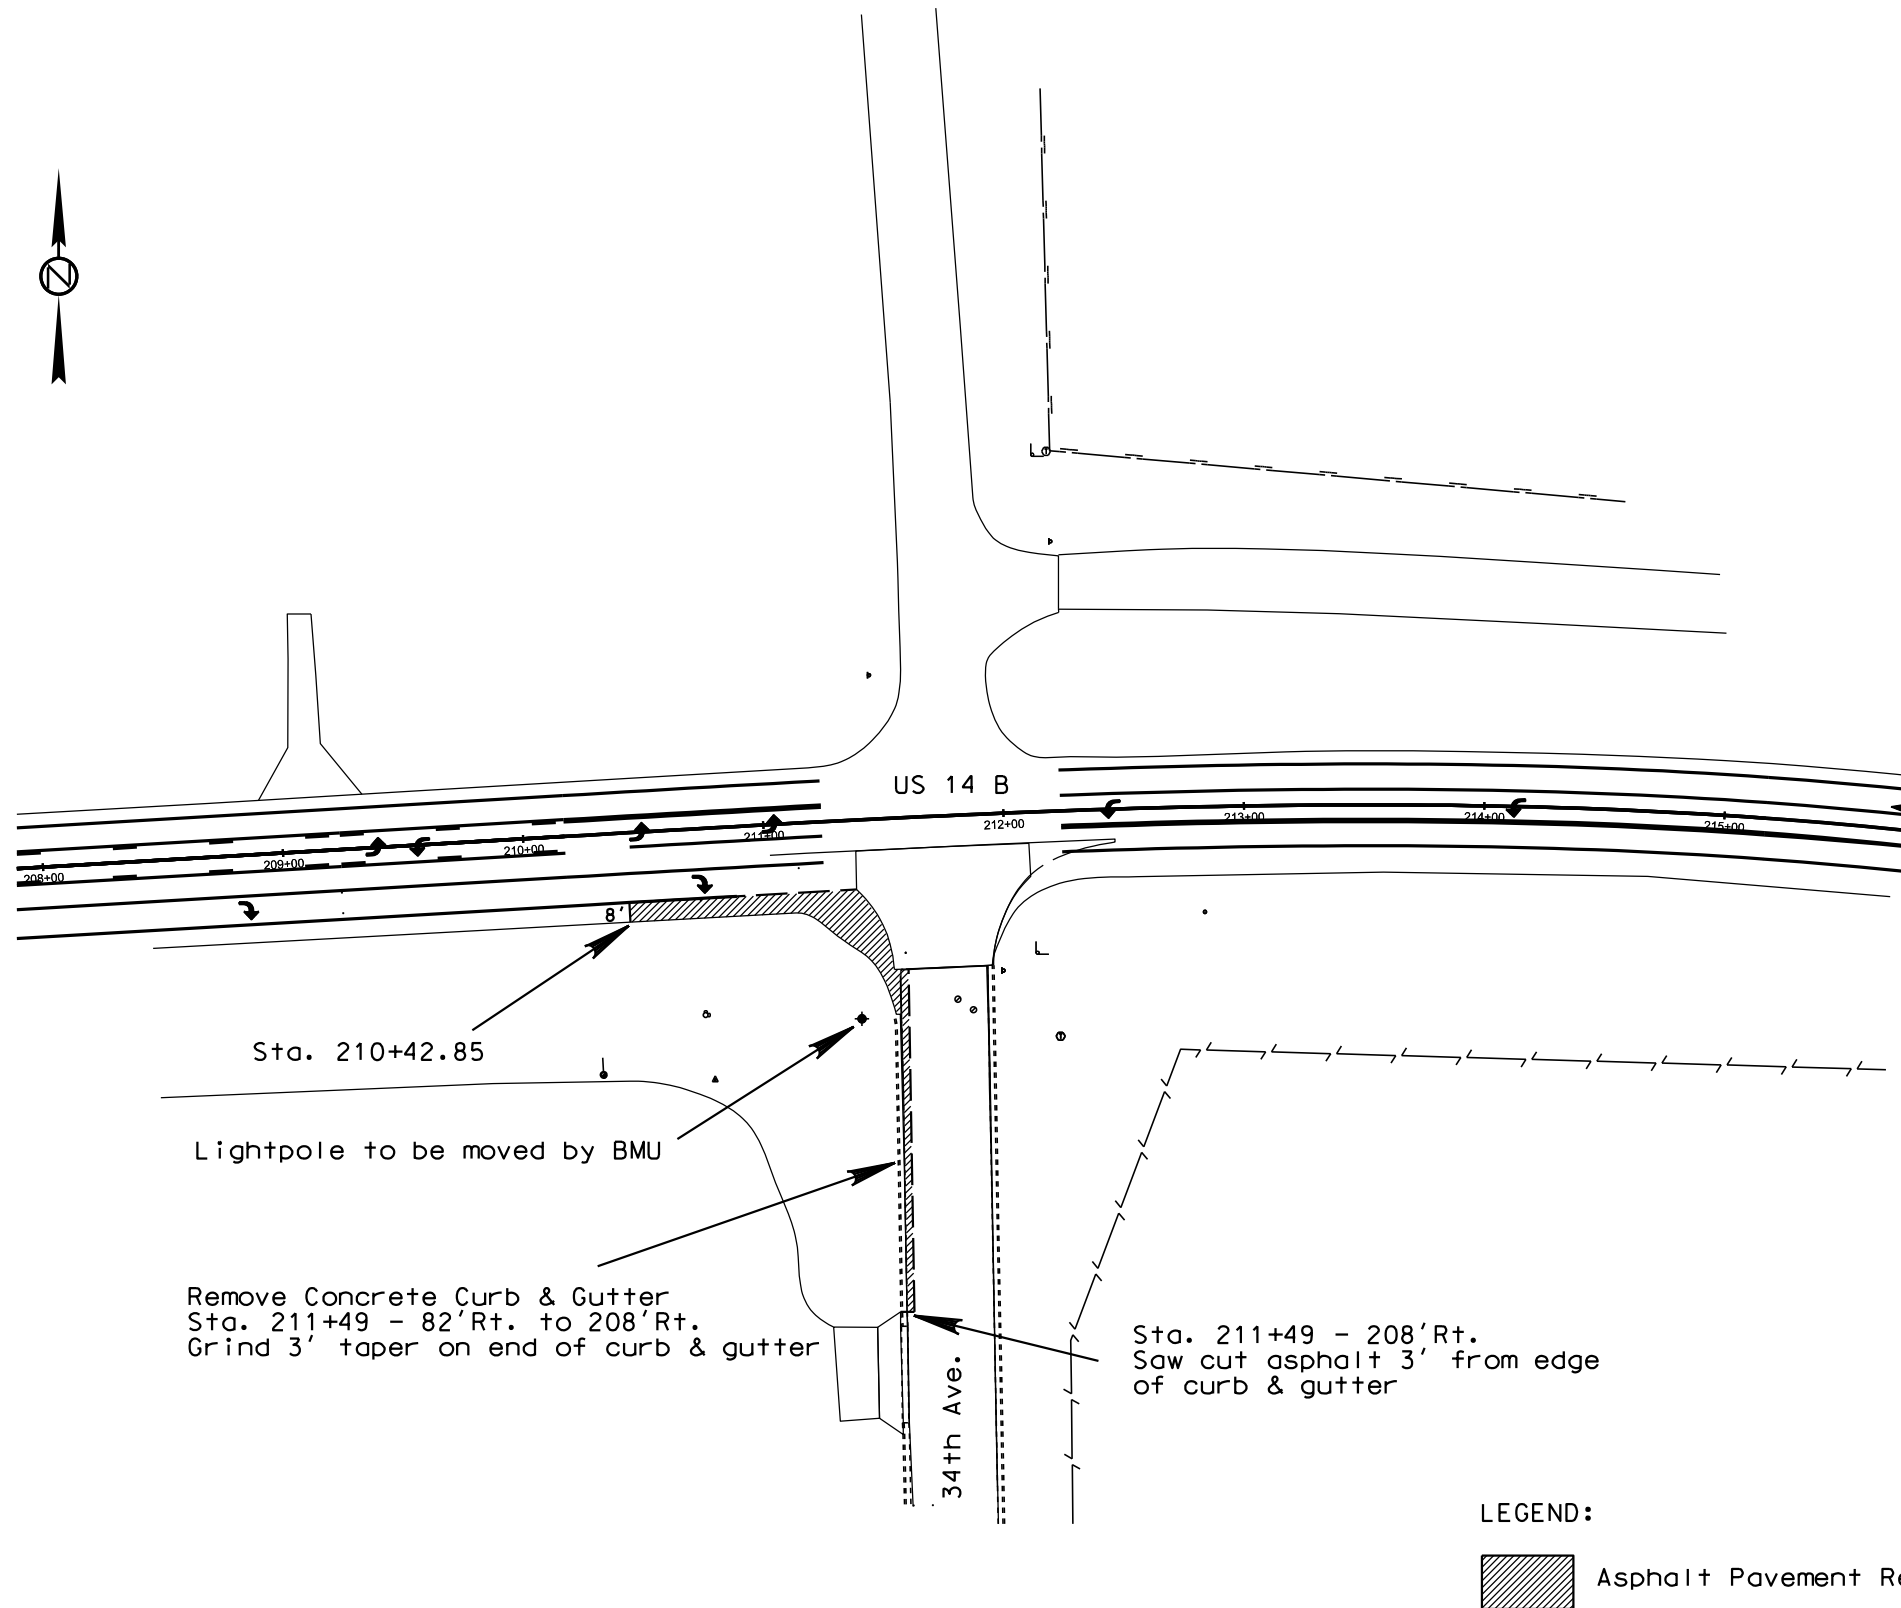 N
US 14 B
208+00
209+00
210+00
211+00
212+00
213+00
214+00
215+00
8'
Sta. 210+42.85
Lightpole to be moved by BMU
Remove Concrete Curb & Gutter
Sta. 211+49 - 82'Rt. to 208'Rt.
Grind 3' taper on end of curb & gutter
Sta. 211+49 - 208'Rt.
Saw cut asphalt 3' from edge
of curb & gutter
34th Ave.
LEGEND:
Asphalt Pavement Re